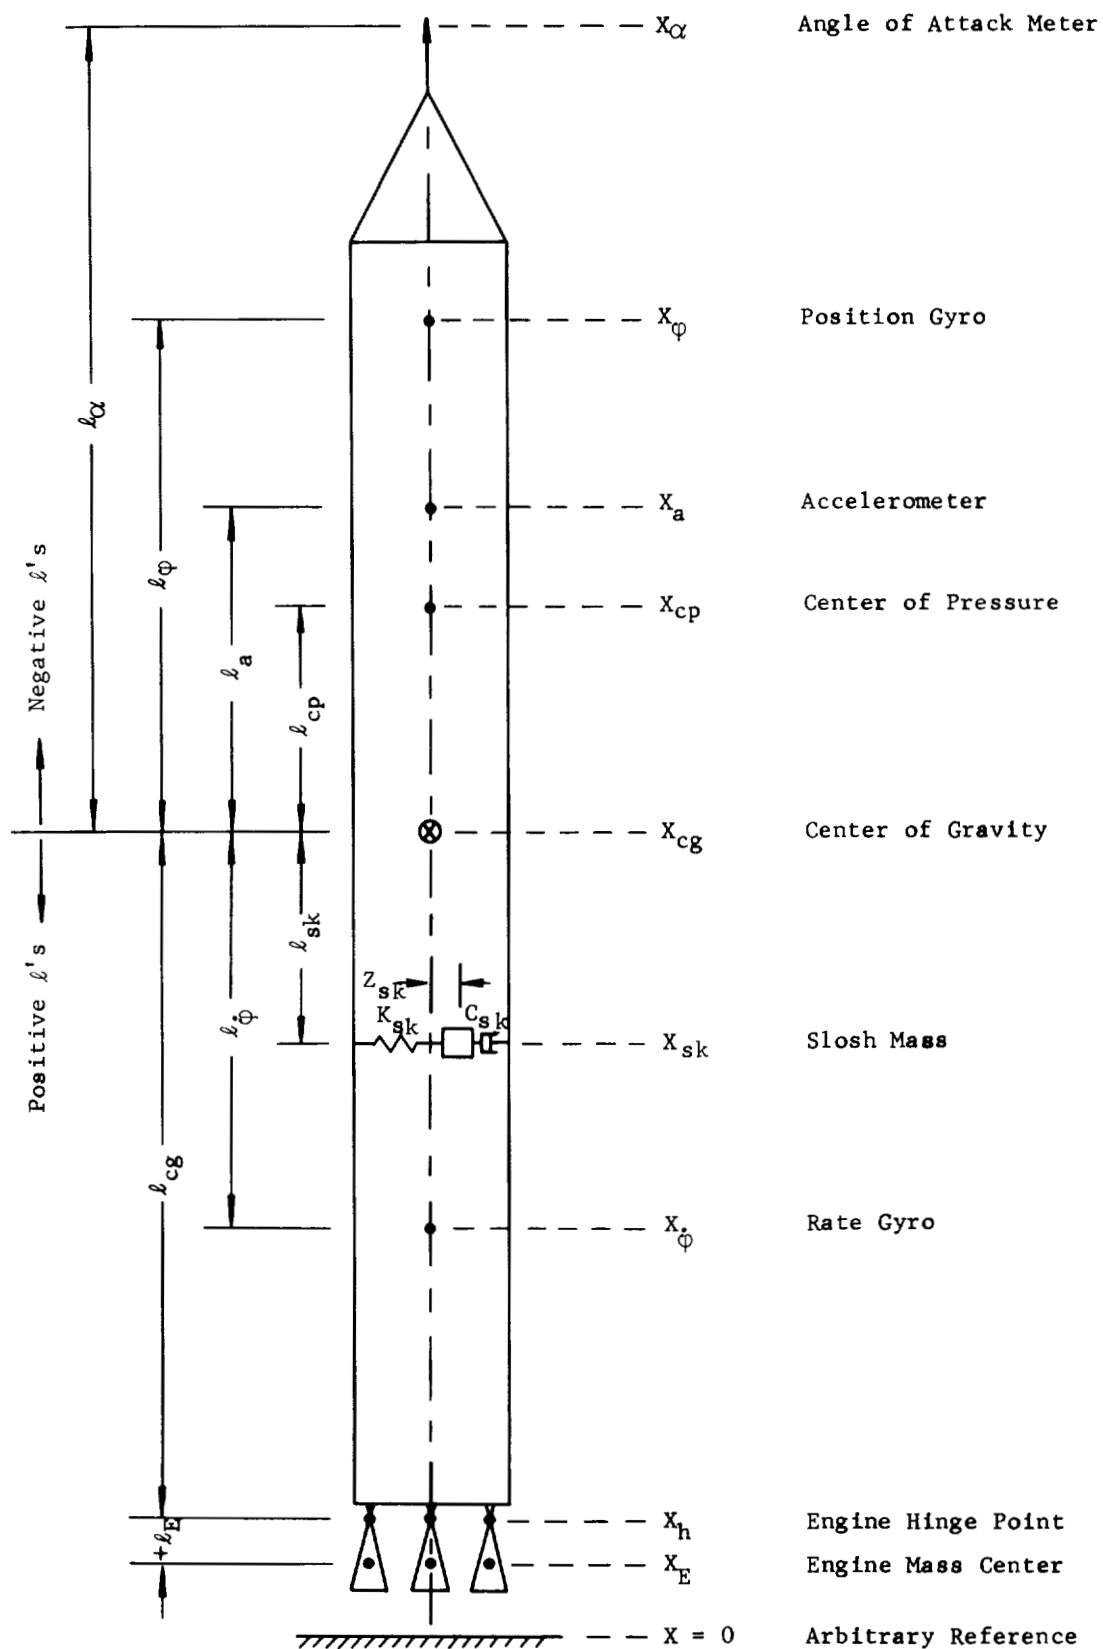 X_α Angle of Attack Meter
X_φ Position Gyro
ℓ_α
X_a Accelerometer
ℓ_φ
Negative ℓ's
X_cp Center of Pressure
ℓ_a
ℓ_cp
X_cg Center of Gravity
Positive ℓ's
ℓ_sk
Z_sk
K_sk
C_sk
X_sk Slosh Mass
ℓ_φ̇
ℓ_cg
X_φ̇ Rate Gyro
X_h Engine Hinge Point
+ℓ_E
X_E Engine Mass Center
X = 0 Arbitrary Reference